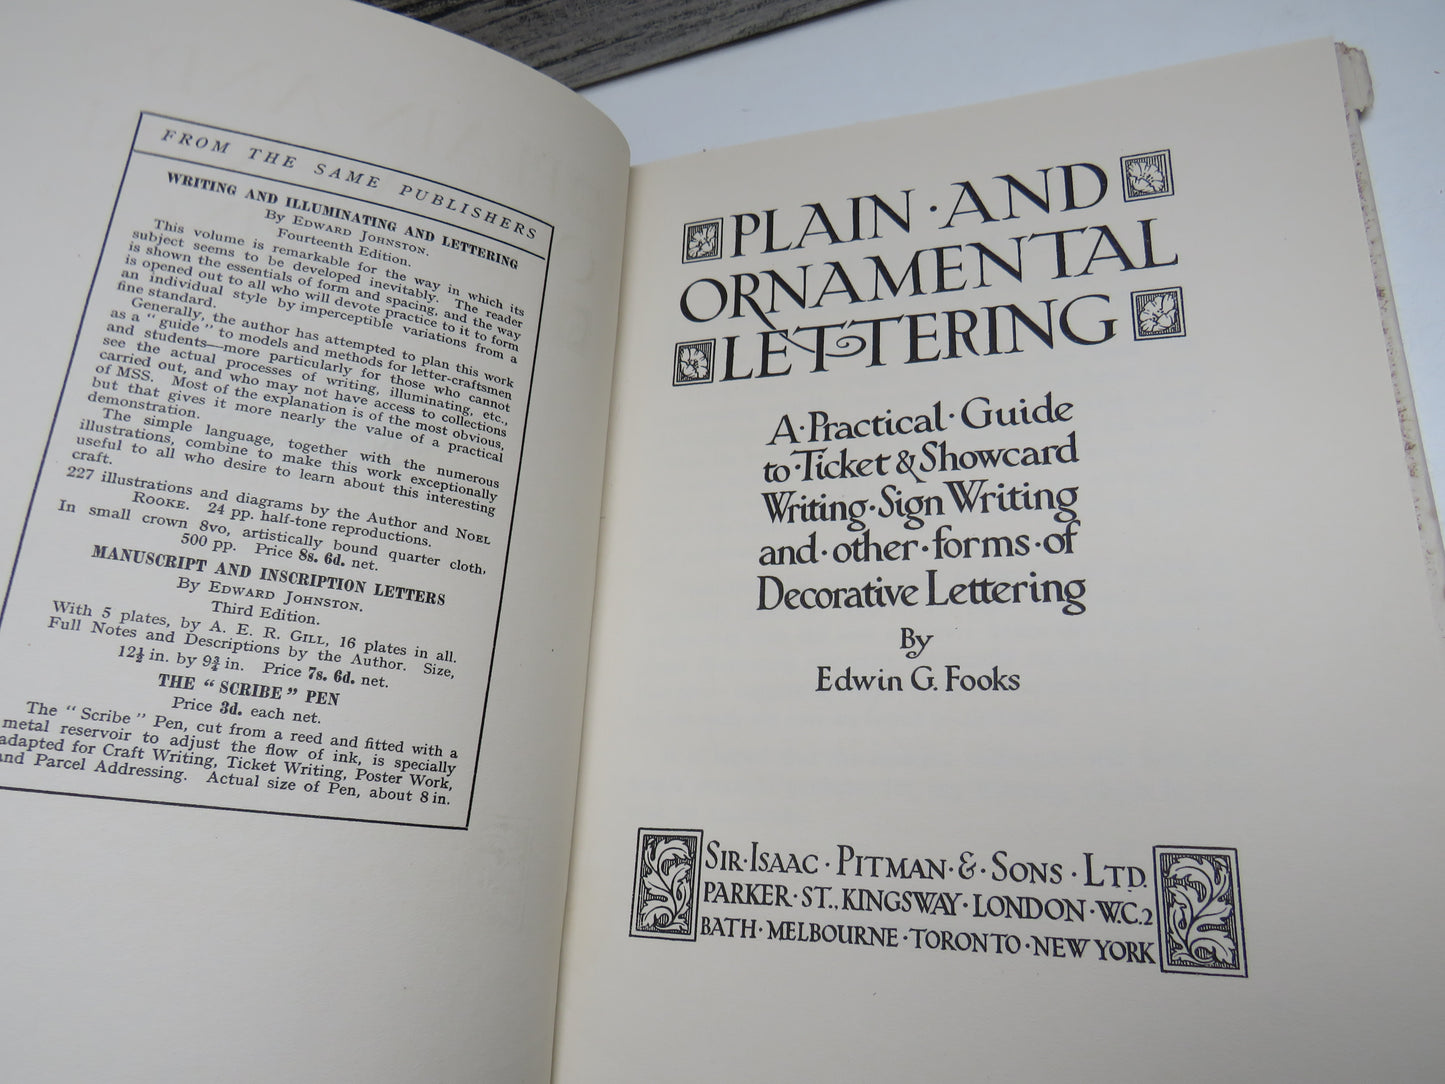 FROM THE SAME PUBLISHERS
WRITING AND ILLUMINATING AND LETTERING
By Edward Johnston.
Fourteenth Edition.
This volume is remarkable for the way in which its
subject seems to be developed inevitably. The reader
is shown the essentials of form and spacing, and the way
is opened out to all who will devote practice to it to form
an individual style by imperceptible variations from a
fine standard.
Generally, the author has attempted to plan this work
as a "guide" to models and methods for letter-craftsmen
and students—more particularly for those who cannot
see the actual processes of writing, illuminating, etc.,
carried out, and who may not have access to collections
of MSS. Most of the explanation is of the most obvious,
but that gives it more nearly the value of a practical
demonstration.
The simple language, together with the numerous
illustrations, combine to make this work exceptionally
useful to all who desire to learn about this interesting
craft.
227 illustrations and diagrams by the Author and Noel
Rooke. 24 pp. half-tone reproductions.
In small crown 8vo, artistically bound quarter cloth,
500 pp. Price 8s. 6d. net.
MANUSCRIPT AND INSCRIPTION LETTERS
By Edward Johnston.
Third Edition.
With 5 plates, by A. E. R. Gill, 16 plates in all.
Full Notes and Descriptions by the Author. Size,
12½ in. by 9¾ in. Price 7s. 6d. net.
THE "SCRIBE" PEN
Price 3d. each net.
The "Scribe" Pen, cut from a reed and fitted with a
metal reservoir to adjust the flow of ink, is specially
adapted for Craft Writing, Ticket Writing, Poster Work,
and Parcel Addressing. Actual size of Pen, about 8 in.
PLAIN·AND
ORNAMENTAL
LETTERING
A·Practical·Guide
to·Ticket & Showcard
Writing·Sign Writing
and·other·forms·of
Decorative Lettering
By
Edwin G. Fooks
SIR·ISAAC·PITMAN·&·SONS·LTD.
PARKER·ST., KINGSWAY·LONDON·W.C.2
BATH·MELBOURNE·TORONTO·NEW YORK